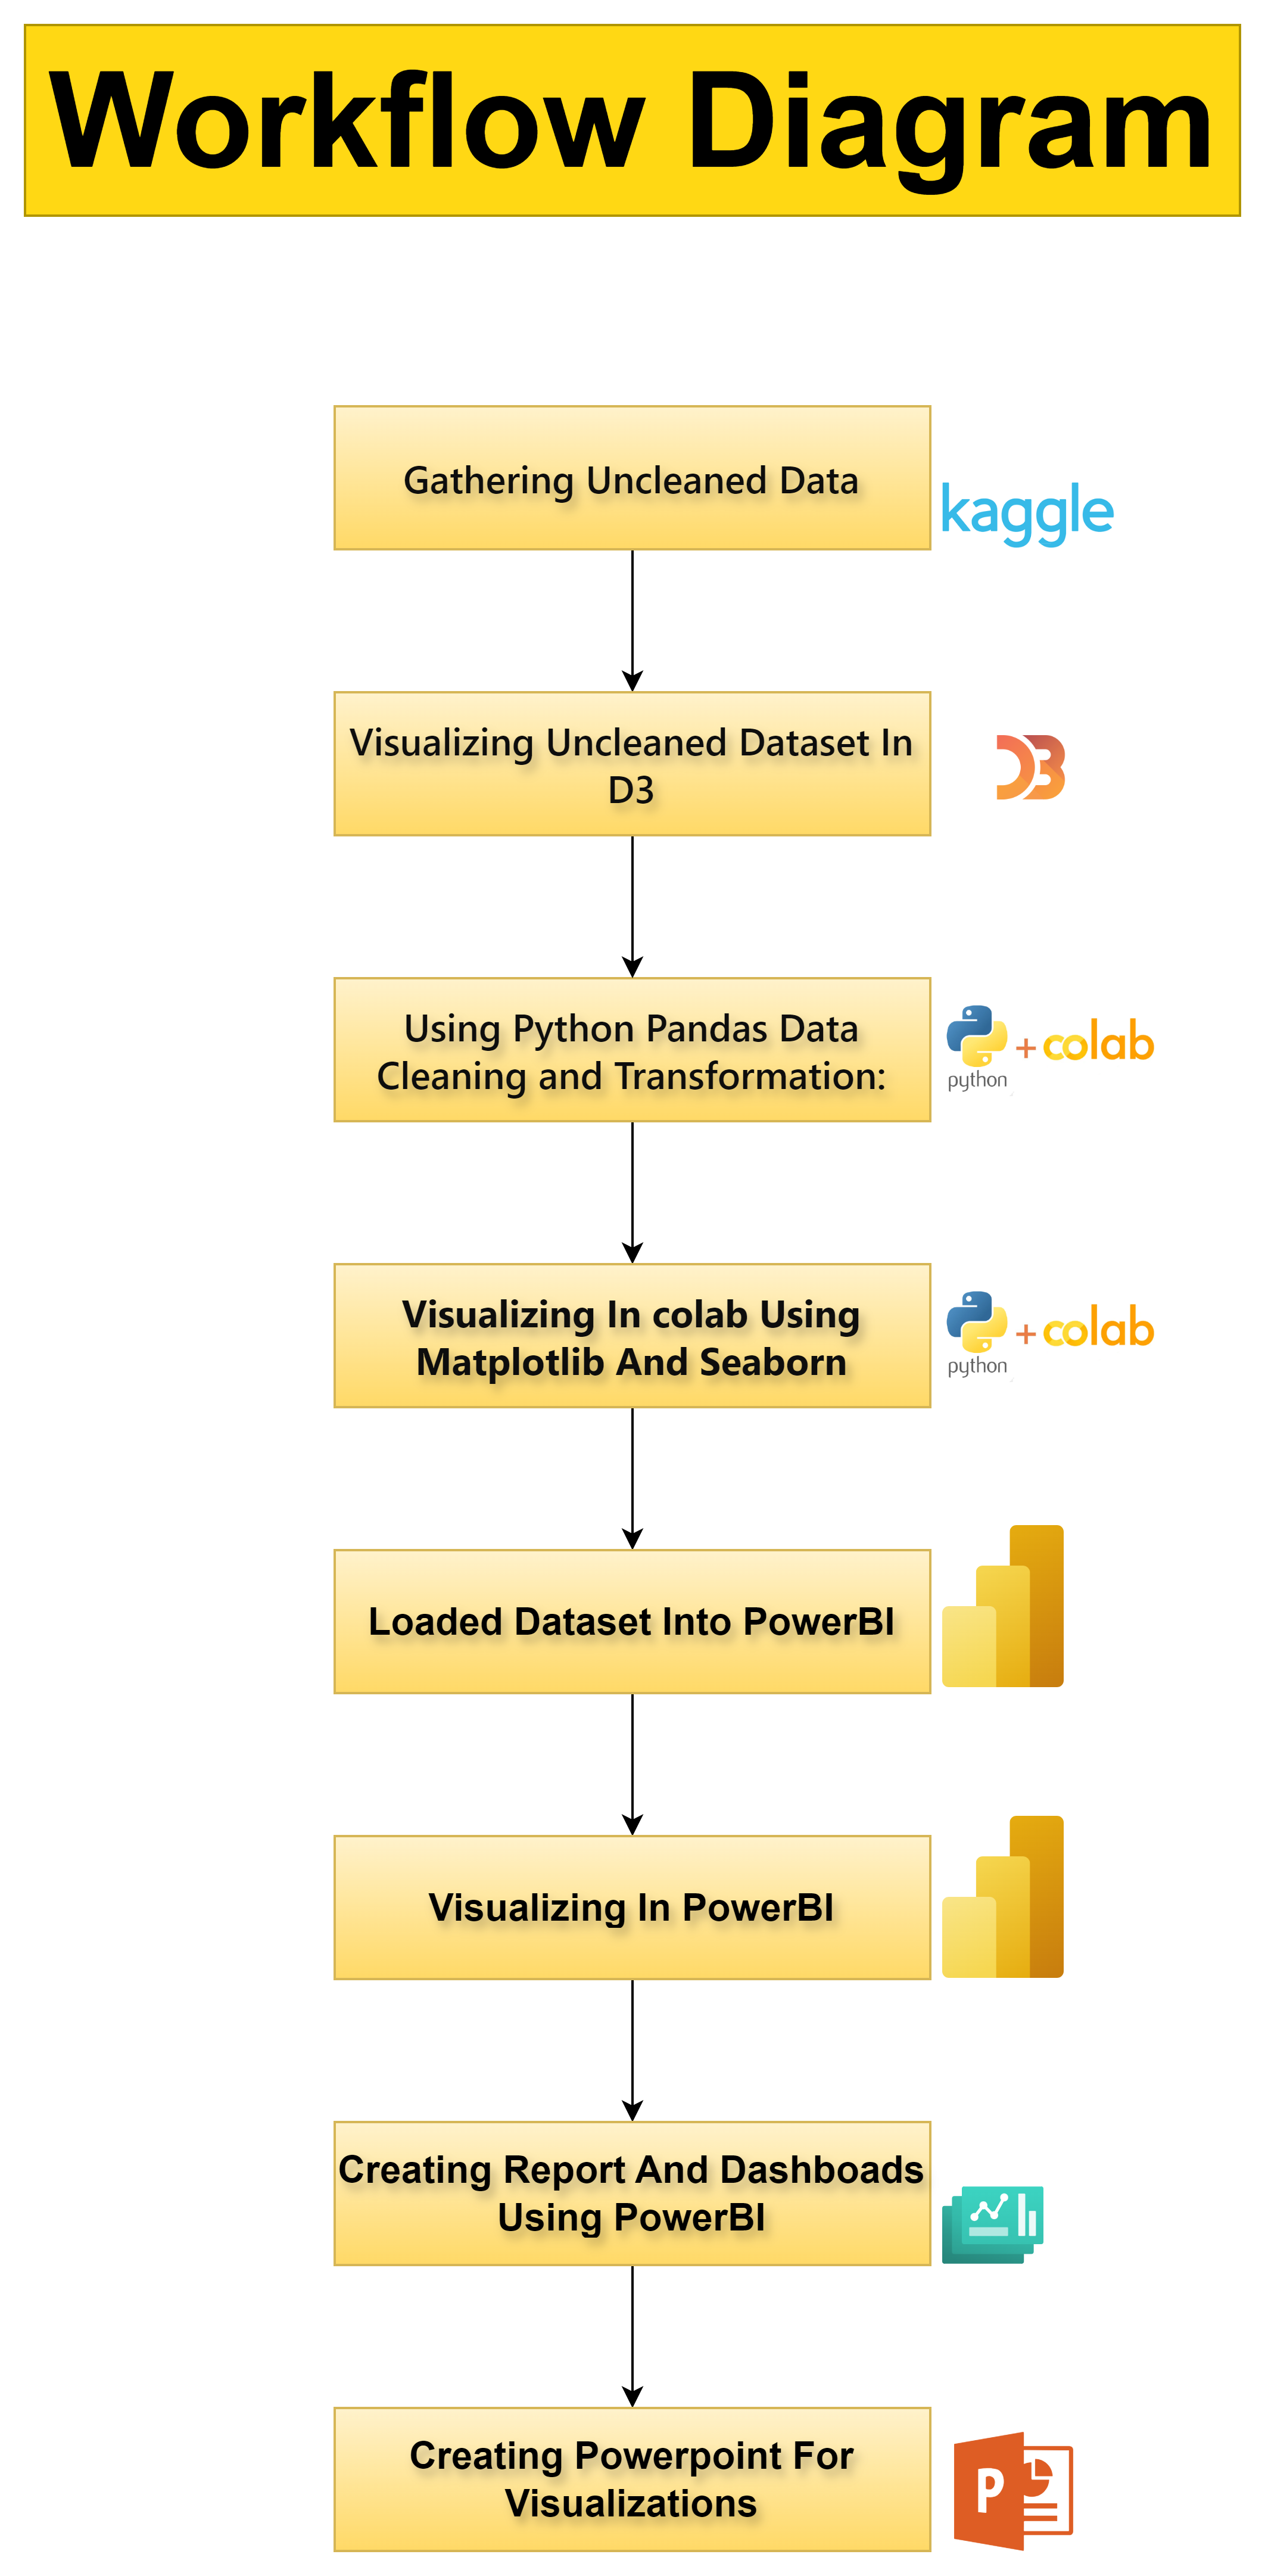 Workflow Diagram
Gathering Uncleaned Data
kaggle
Visualizing Uncleaned Dataset In
D3
D3
Using Python Pandas Data
Cleaning and Transformation:
+ colab
python
Visualizing In colab Using
Matplotlib And Seaborn
+ colab
python
Loaded Dataset Into PowerBI
Visualizing In PowerBI
Creating Report And Dashboads
Using PowerBI
Creating Powerpoint For
Visualizations
P